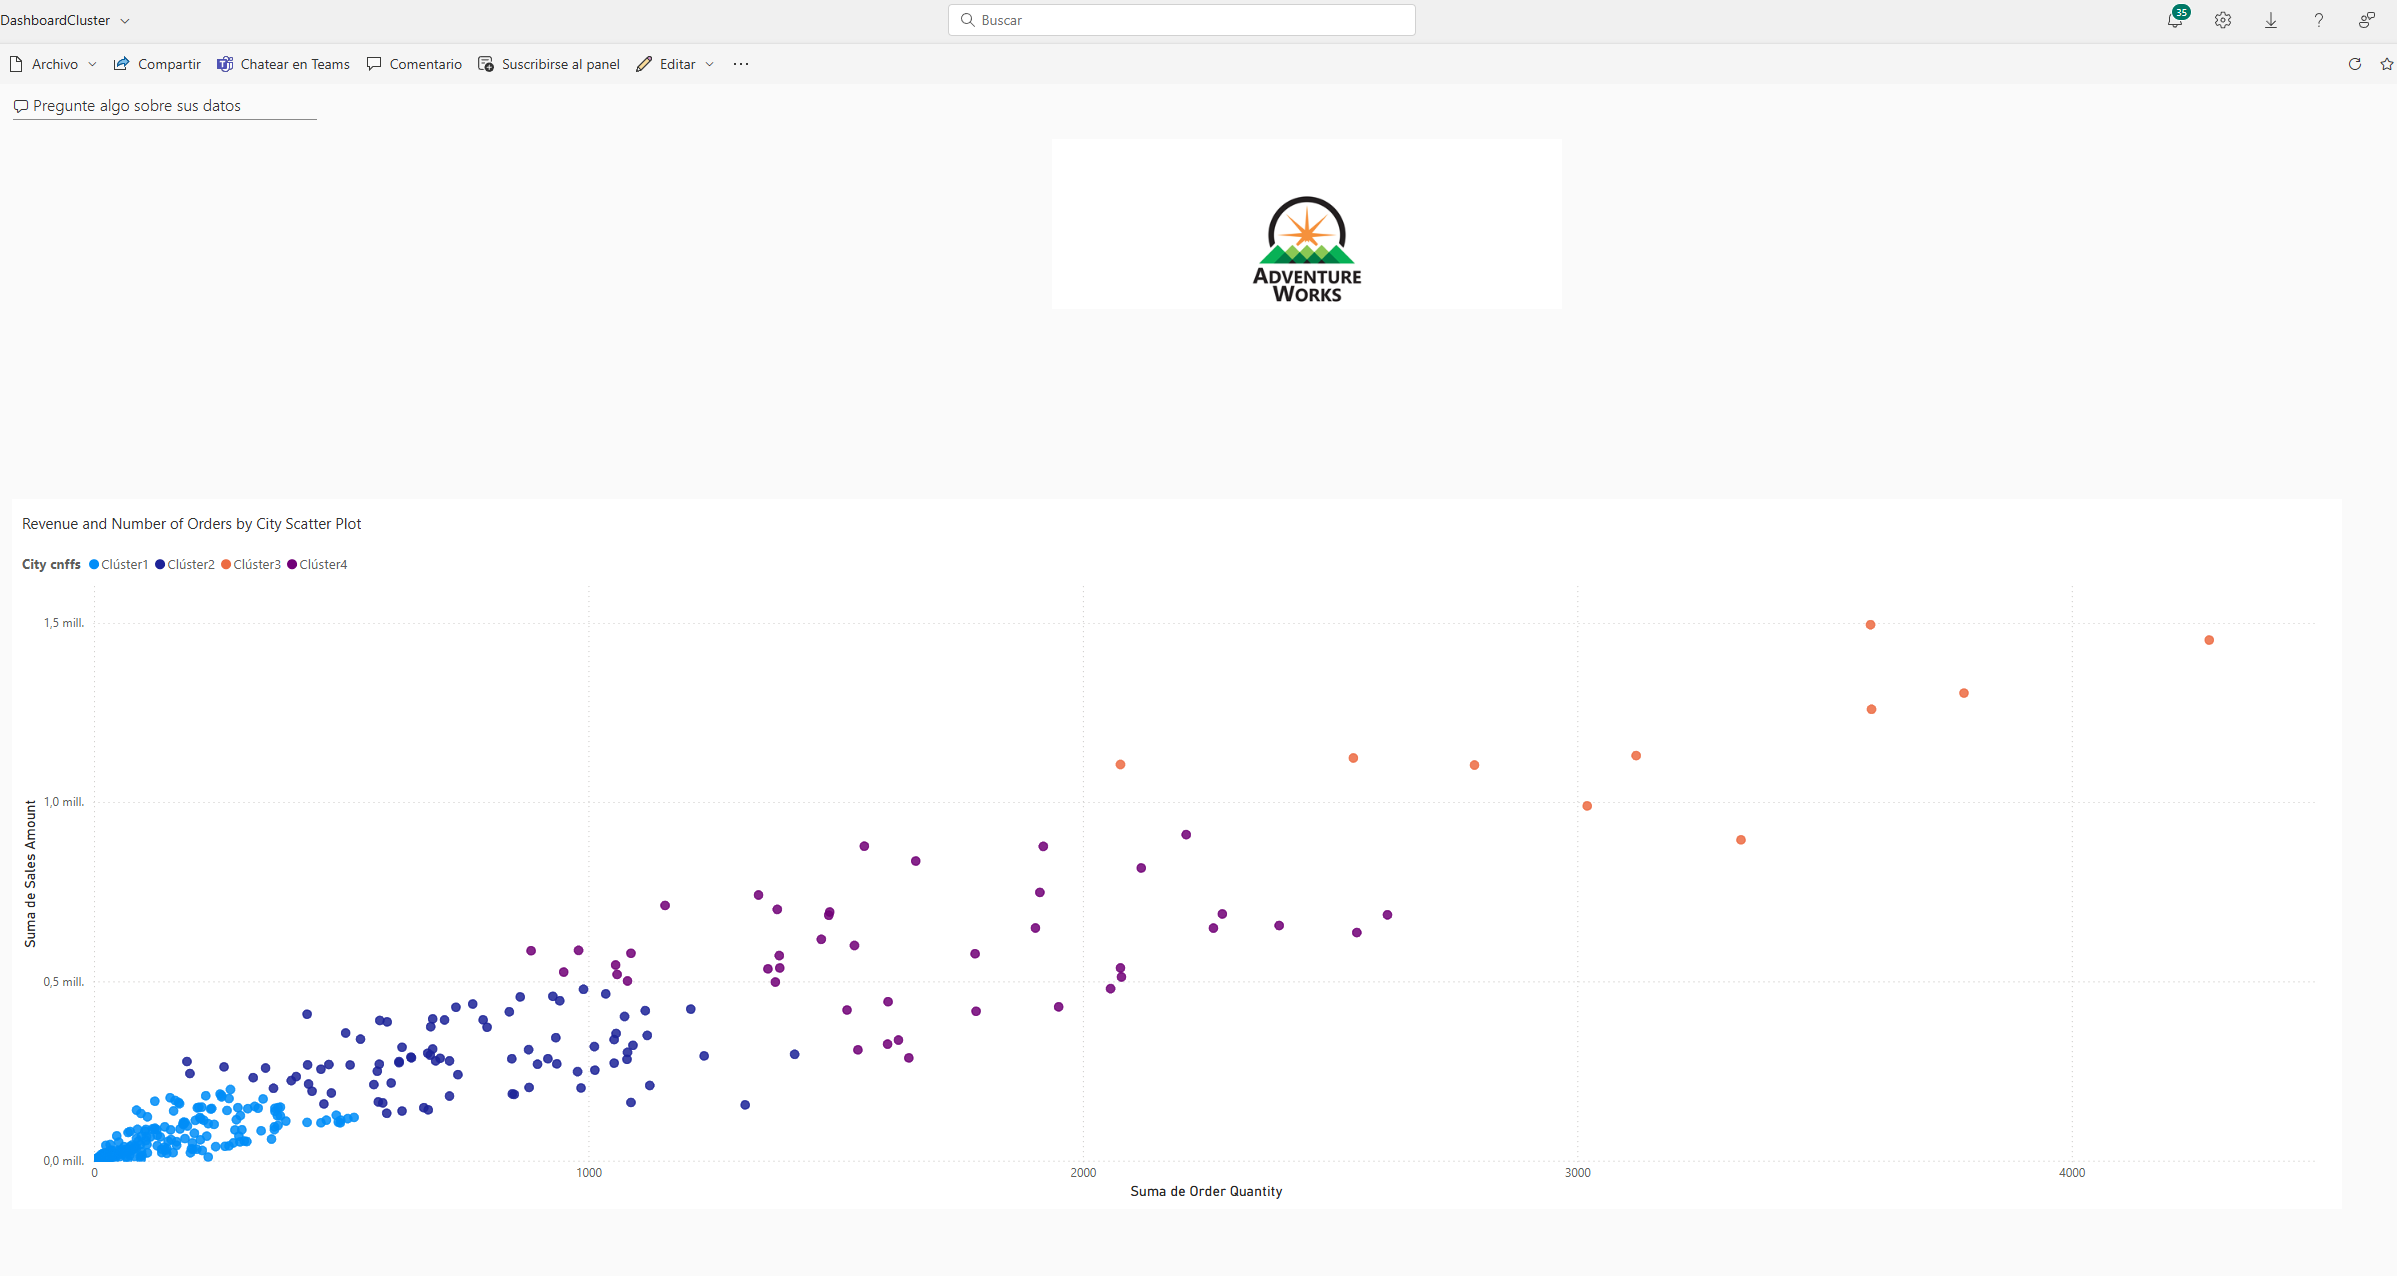 DashboardCluster
Buscar
35
Archivo
Compartir
Chatear en Teams
Comentario
Suscribirse al panel
Editar
Pregunte algo sobre sus datos
ADVENTURE
WORKS
Revenue and Number of Orders by City Scatter Plot
City cnffs Clúster1 Clúster2 Clúster3 Clúster4
1,5 mill.
1,0 mill.
0,5 mill.
0,0 mill.
Suma de Sales Amount
0 1000 2000 3000 4000
Suma de Order Quantity